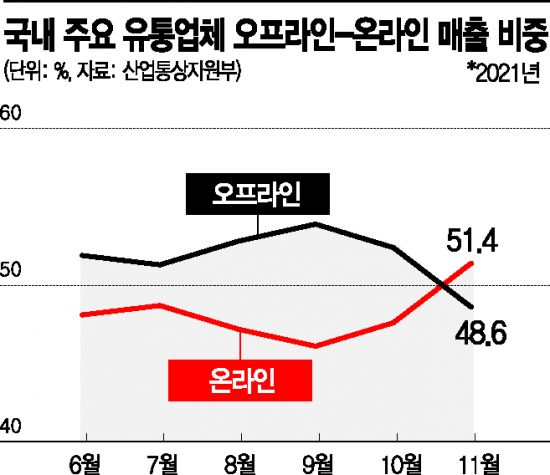 국내 주요 유통업체 오프라인-온라인 매출 비중
(단위: %, 자료: 산업통상자원부)
*2021년
60
오프라인
51.4
50
48.6
온라인
40
6월 7월 8월 9월 10월 11월